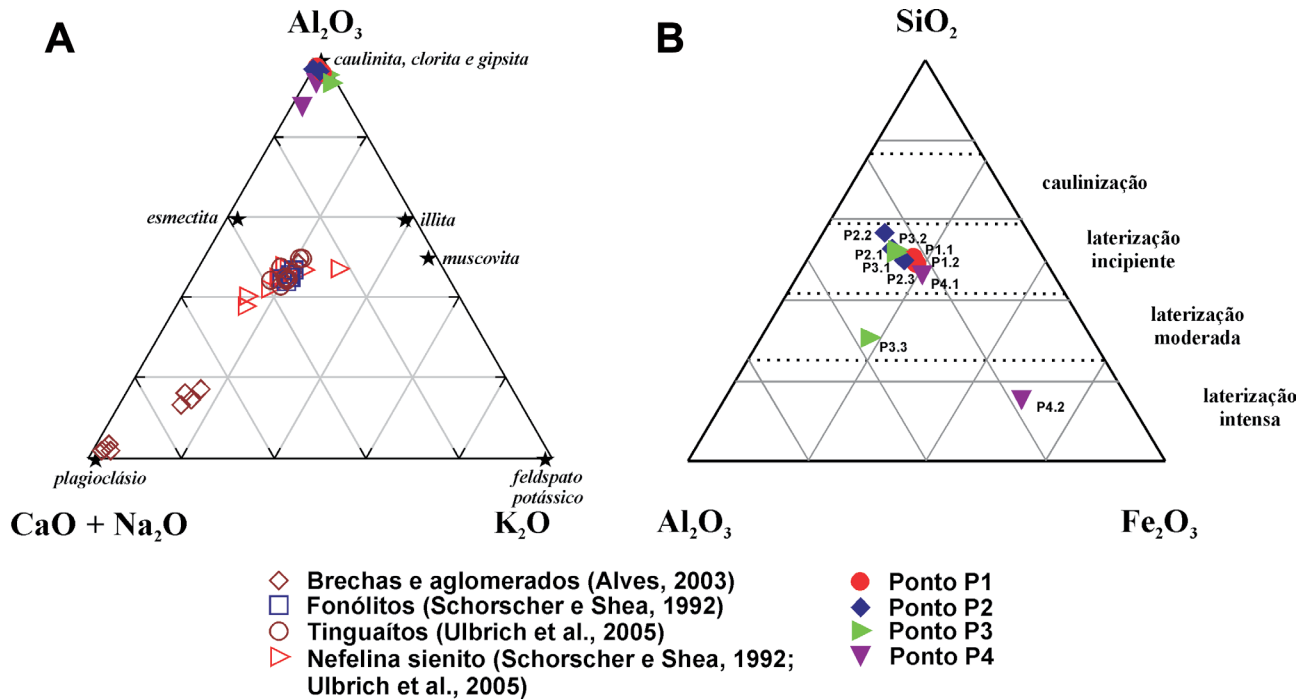 A
Al₂O₃
caulinita, clorita e gipsita
esmectita
illita
muscovita
plagioclásio
feldspato
potássico
CaO + Na₂O
K₂O
B
SiO₂
caulinização
laterização
incipiente
laterização
moderada
laterização
intensa
P2.2
P3.2
P2.1
P1.1
P3.1
P1.2
P2.3
P4.1
P3.3
P4.2
Al₂O₃
Fe₂O₃
Brechas e aglomerados (Alves, 2003)
Fonólitos (Schorscher e Shea, 1992)
Tinguaítos (Ulbrich et al., 2005)
Nefelina sienito (Schorscher e Shea, 1992;
Ulbrich et al., 2005)
Ponto P1
Ponto P2
Ponto P3
Ponto P4